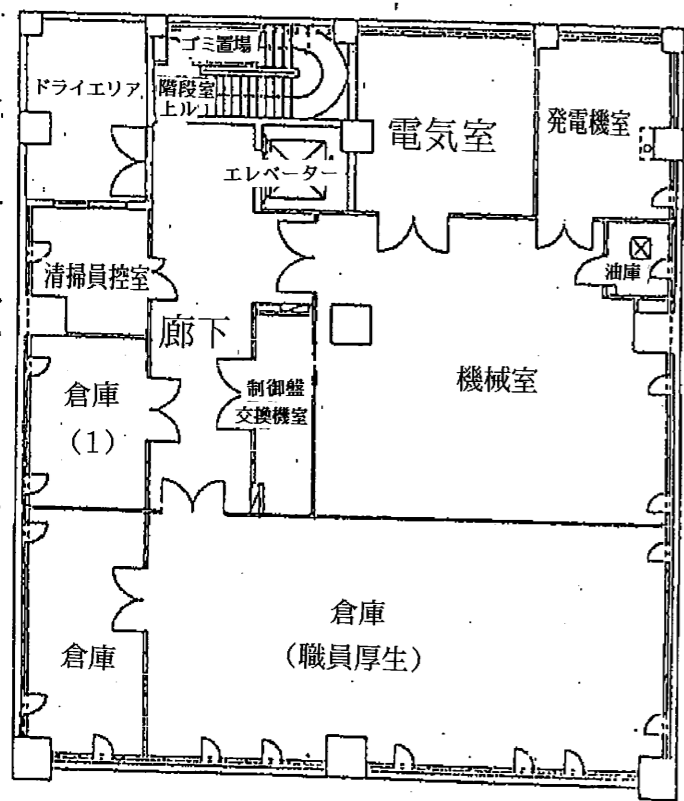 ゴミ置場
ドライエリア
階段室
上ル
電気室
発電機室
エレベーター
清掃員控室
油庫
廊下
機械室
倉庫
(1)
制御盤
交換機室
倉庫
(職員厚生)
倉庫